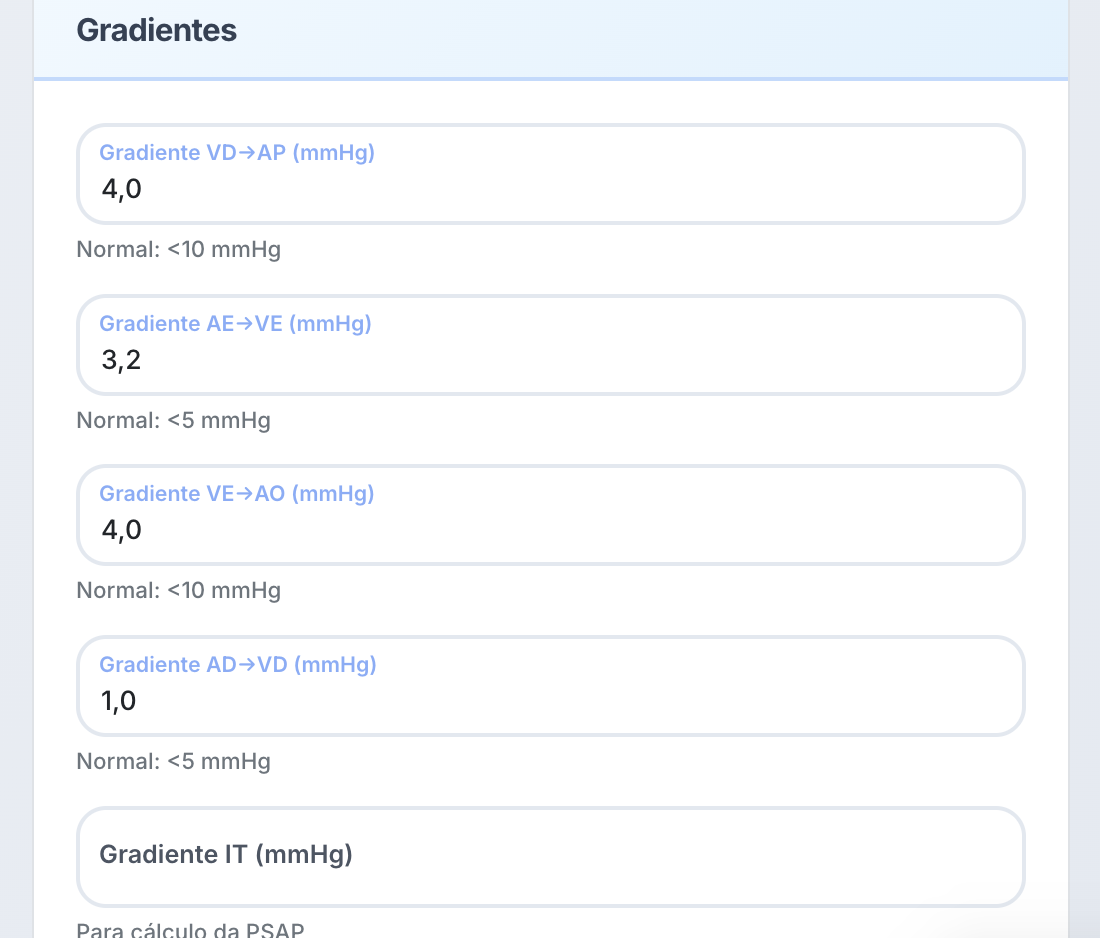 Gradientes
Gradiente VD→AP (mmHg)
4,0
Normal: <10 mmHg
Gradiente AE→VE (mmHg)
3,2
Normal: <5 mmHg
Gradiente VE→AO (mmHg)
4,0
Normal: <10 mmHg
Gradiente AD→VD (mmHg)
1,0
Normal: <5 mmHg
Gradiente IT (mmHg)
Para cálculo da PSAP